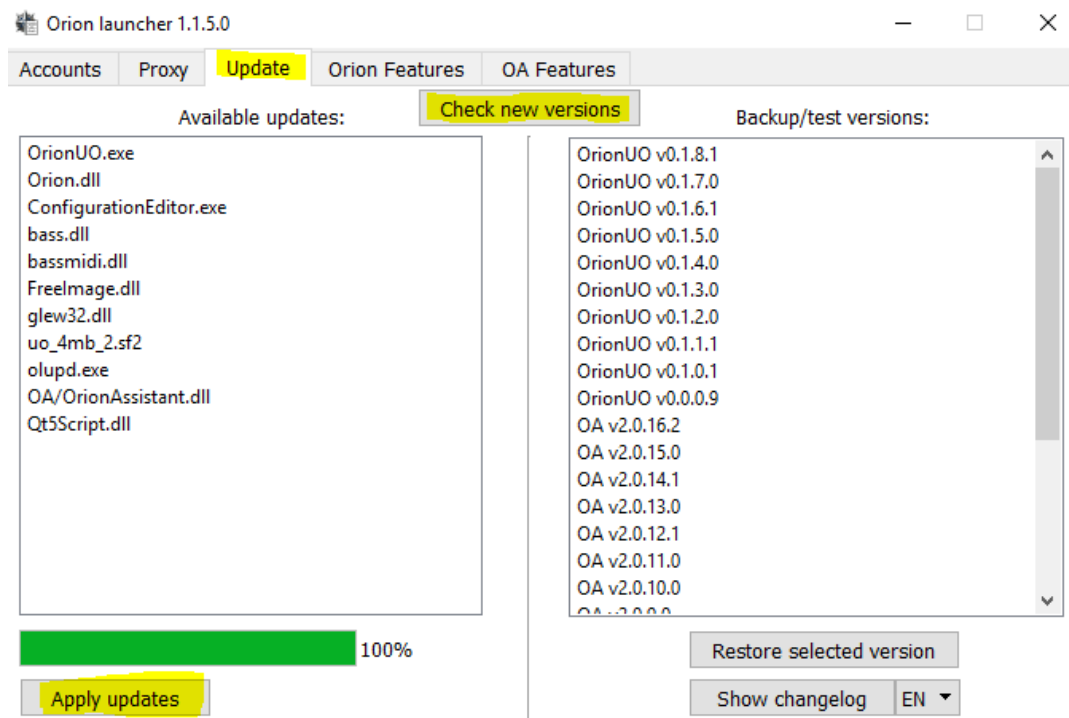 Orion launcher 1.1.5.0
Accounts Proxy Update Orion Features OA Features
Check new versions
Available updates:
OrionUO.exe
Orion.dll
ConfigurationEditor.exe
bass.dll
bassmidi.dll
FreeImage.dll
glew32.dll
uo_4mb_2.sf2
olupd.exe
OA/OrionAssistant.dll
Qt5Script.dll
100%
Apply updates
Backup/test versions:
OrionUO v0.1.8.1
OrionUO v0.1.7.0
OrionUO v0.1.6.1
OrionUO v0.1.5.0
OrionUO v0.1.4.0
OrionUO v0.1.3.0
OrionUO v0.1.2.0
OrionUO v0.1.1.1
OrionUO v0.1.0.1
OrionUO v0.0.0.9
OA v2.0.16.2
OA v2.0.15.0
OA v2.0.14.1
OA v2.0.13.0
OA v2.0.12.1
OA v2.0.11.0
OA v2.0.10.0
Restore selected version
Show changelog EN